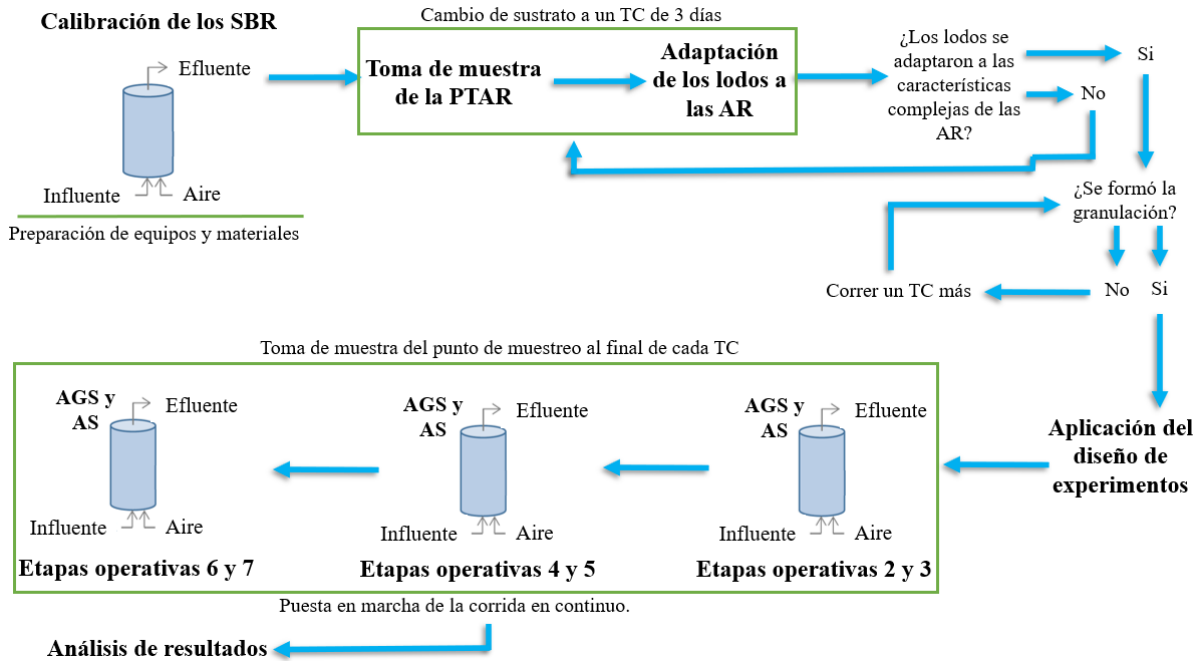 Calibración de los SBR
Efluente
Influente
Aire
Preparación de equipos y materiales
Cambio de sustrato a un TC de 3 días
Toma de muestra
de la PTAR
Adaptación
de los lodos a
las AR
¿Los lodos se
adaptaron a las
características
complejas de las
AR?
Si
No
¿Se formó la
granulación?
No
Si
Correr un TC más
Aplicación del
diseño de
experimentos
Toma de muestra del punto de muestreo al final de cada TC
AGS y
AS
Efluente
Influente
Aire
Etapas operativas 6 y 7
AGS y
AS
Efluente
Influente
Aire
Etapas operativas 4 y 5
AGS y
AS
Efluente
Influente
Aire
Etapas operativas 2 y 3
Puesta en marcha de la corrida en continuo.
Análisis de resultados